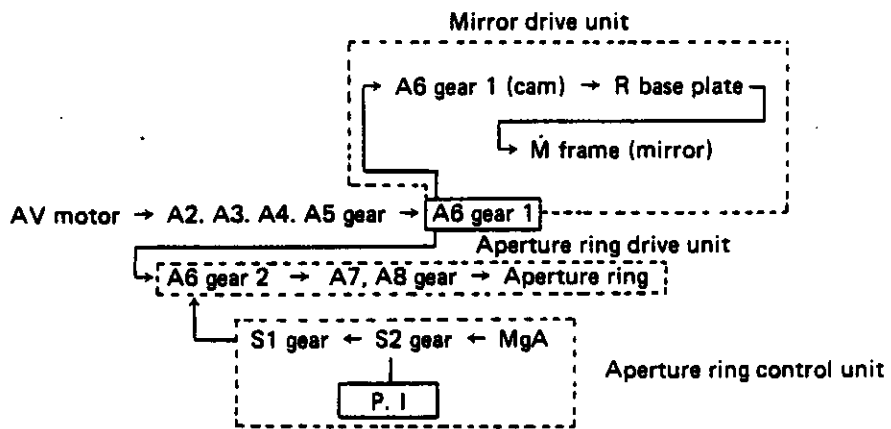 Mirror drive unit
A6 gear 1 (cam) → R base plate
M frame (mirror)
AV motor → A2. A3. A4. A5 gear → A6 gear 1
Aperture ring drive unit
A6 gear 2 → A7, A8 gear → Aperture ring
S1 gear ← S2 gear ← MgA
Aperture ring control unit
P. I